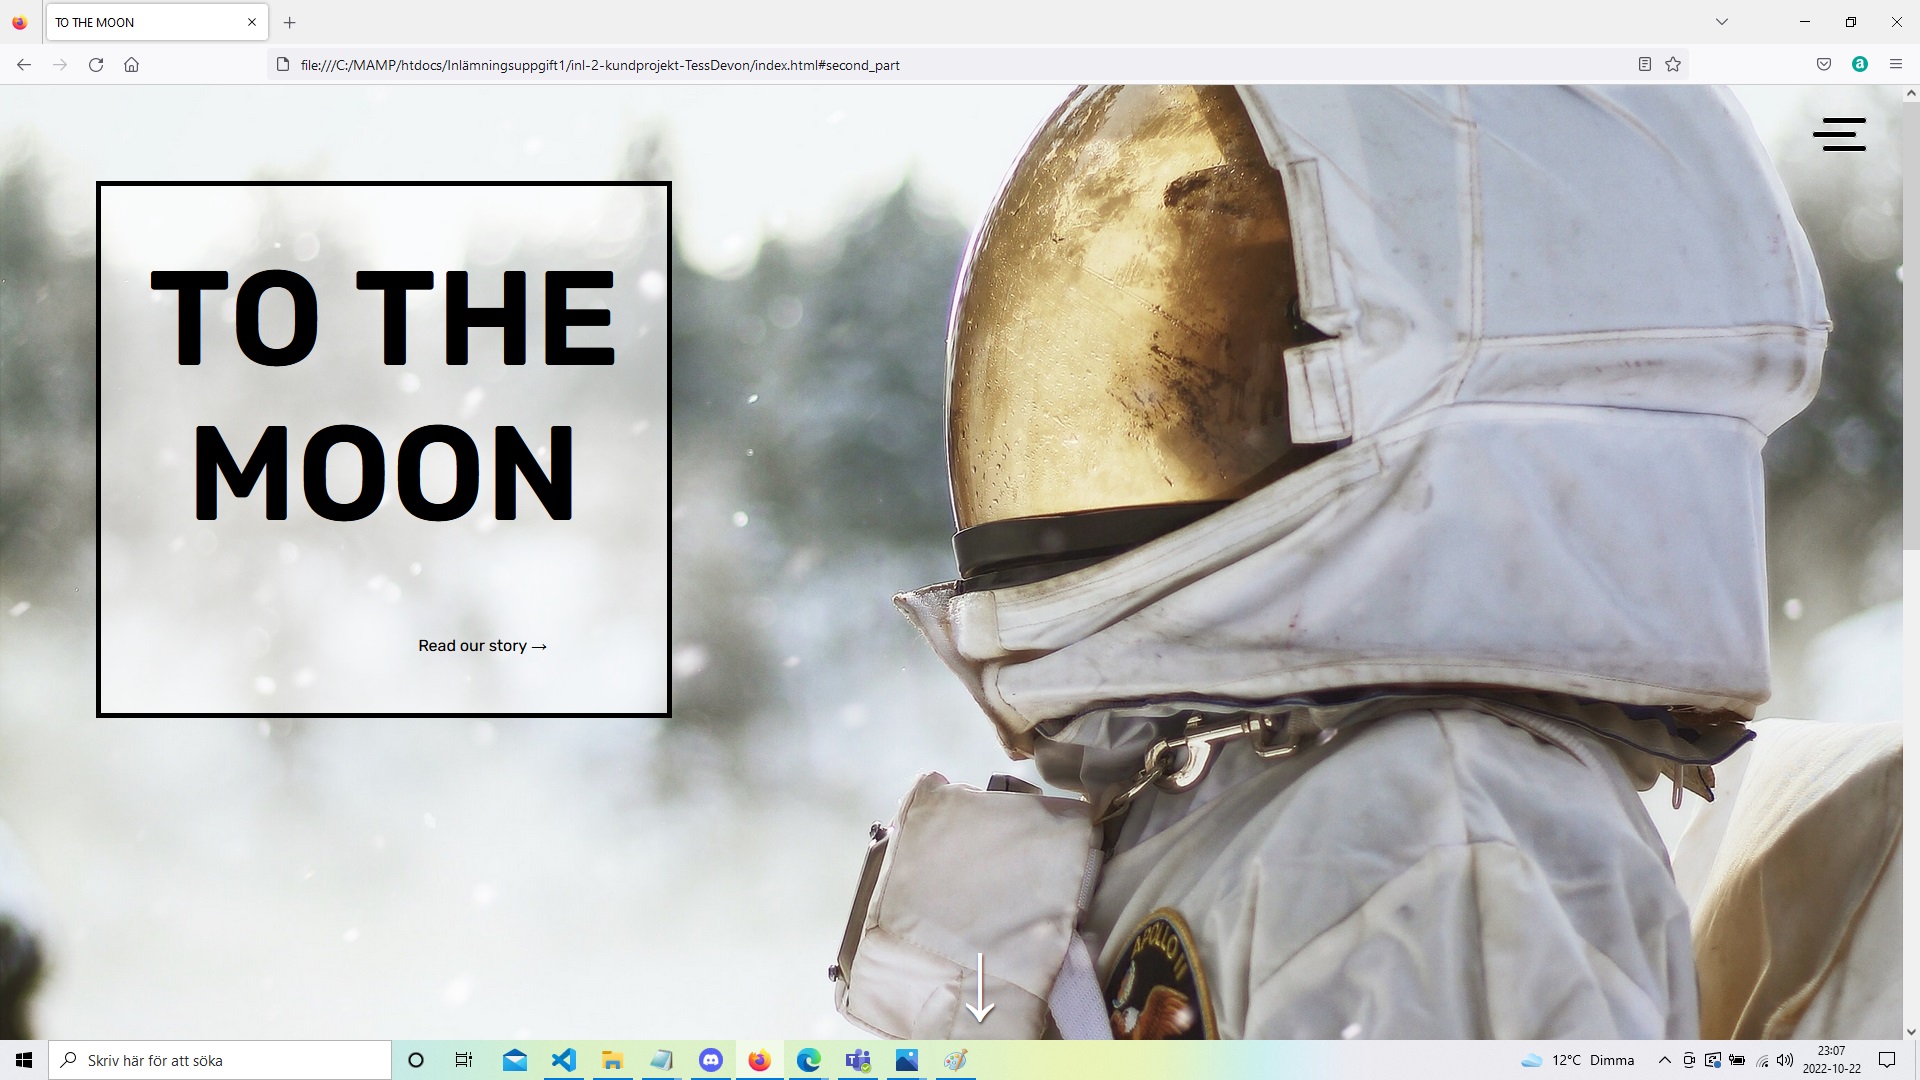 TO THE MOON
file:///C:/MAMP/htdocs/Inlämningsuppgift1/inl-2-kundprojekt-TessDevon/index.html#second_part
TO THE
MOON
Read our story →
APOLLO 11
Skriv här för att söka
12°C Dimma
23:07
2022-10-22